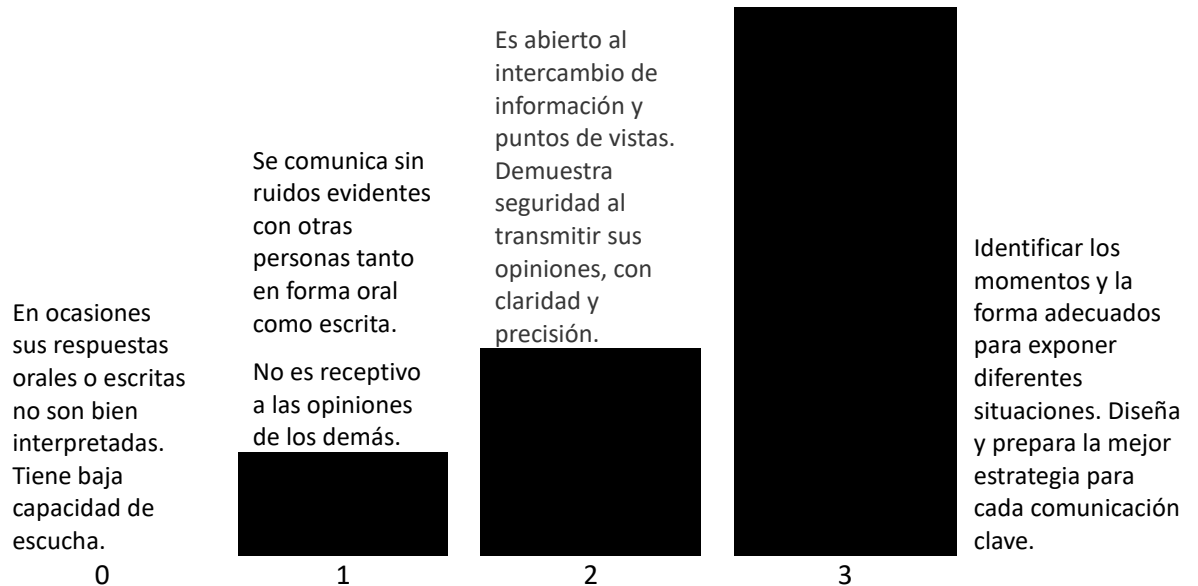 En ocasiones
sus respuestas
orales o escritas
no son bien
interpretadas.
Tiene baja
capacidad de
escucha.
0
Se comunica sin
ruidos evidentes
con otras
personas tanto
en forma oral
como escrita.
No es receptivo
a las opiniones
de los demás.
1
Es abierto al
intercambio de
información y
puntos de vistas.
Demuestra
seguridad al
transmitir sus
opiniones, con
claridad y
precisión.
2
3
Identificar los
momentos y la
forma adecuados
para exponer
diferentes
situaciones. Diseña
y prepara la mejor
estrategia para
cada comunicación
clave.